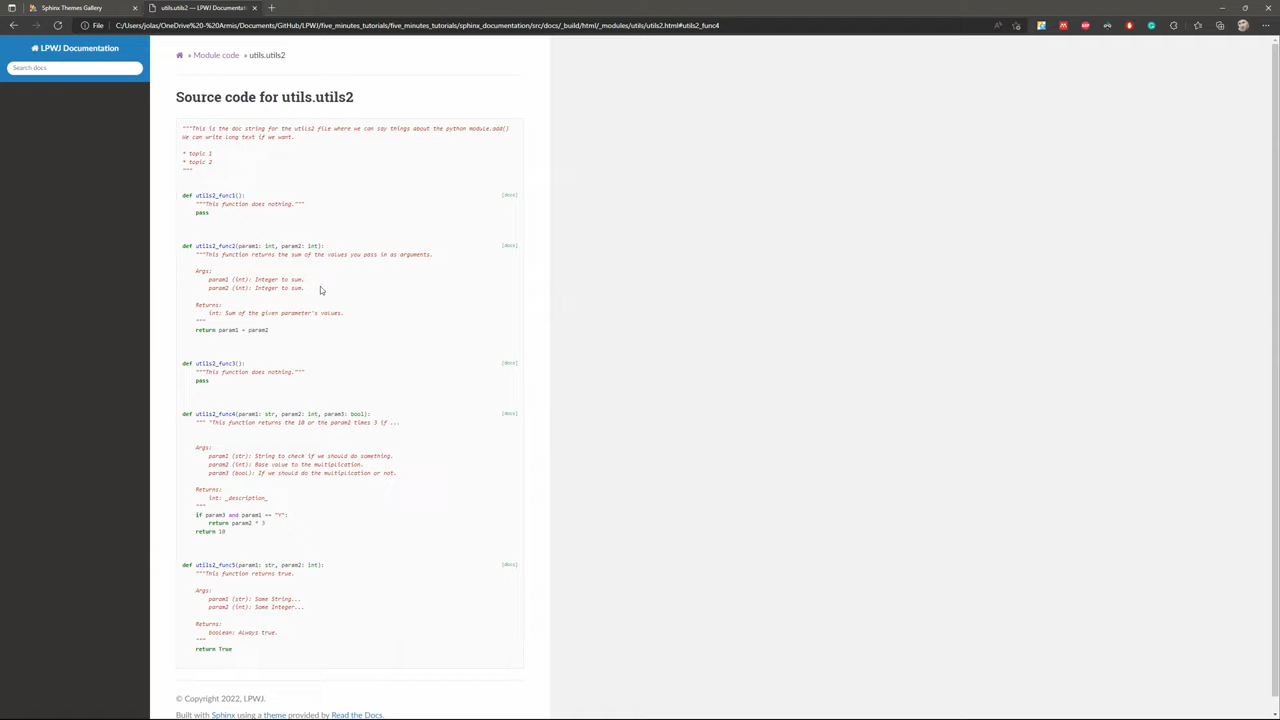 Sphinx Themes Gallery
utils.utils2 — LPWJ Documentati
File
C:/Users/jolas/OneDrive%20-%20Armis/Documents/GitHub/LPWJ/five_minutes_tutorials/five_minutes_tutorials/sphinx_documentation/src/docs/_build/html/_modules/utils/utils2.html#utils2_func4
LPWJ Documentation
Search docs
» Module code » utils.utils2
Source code for utils.utils2
"""This is the doc string for the utils2 file where we can say things about the python module.add()
We can write long text if we want.
* topic 1
* topic 2
"""
def utils2_func1(): [docs]
"""This function does nothing."""
pass
def utils2_func2(param1: int, param2: int): [docs]
"""This function returns the sum of the values you pass in as arguments.
Args:
param1 (int): Integer to sum.
param2 (int): Integer to sum.
Returns:
int: Sum of the given parameter's values.
"""
return param1 + param2
def utils2_func3(): [docs]
"""This function does nothing."""
pass
def utils2_func4(param1: str, param2: int, param3: bool): [docs]
""" "This function returns the 10 or the param2 times 3 if ...
Args:
param1 (str): String to check if we should do something.
param2 (int): Base value to the multiplication.
param3 (bool): If we should do the multiplication or not.
Returns:
int: _description_
"""
if param3 and param1 == "Y":
return param2 * 3
return 10
def utils2_func5(param1: str, param2: int): [docs]
"""This function returns true.
Args:
param1 (str): Some String...
param2 (int): Some Integer...
Returns:
boolean: Always true.
"""
return True
© Copyright 2022, LPWJ.
Built with Sphinx using a theme provided by Read the Docs.